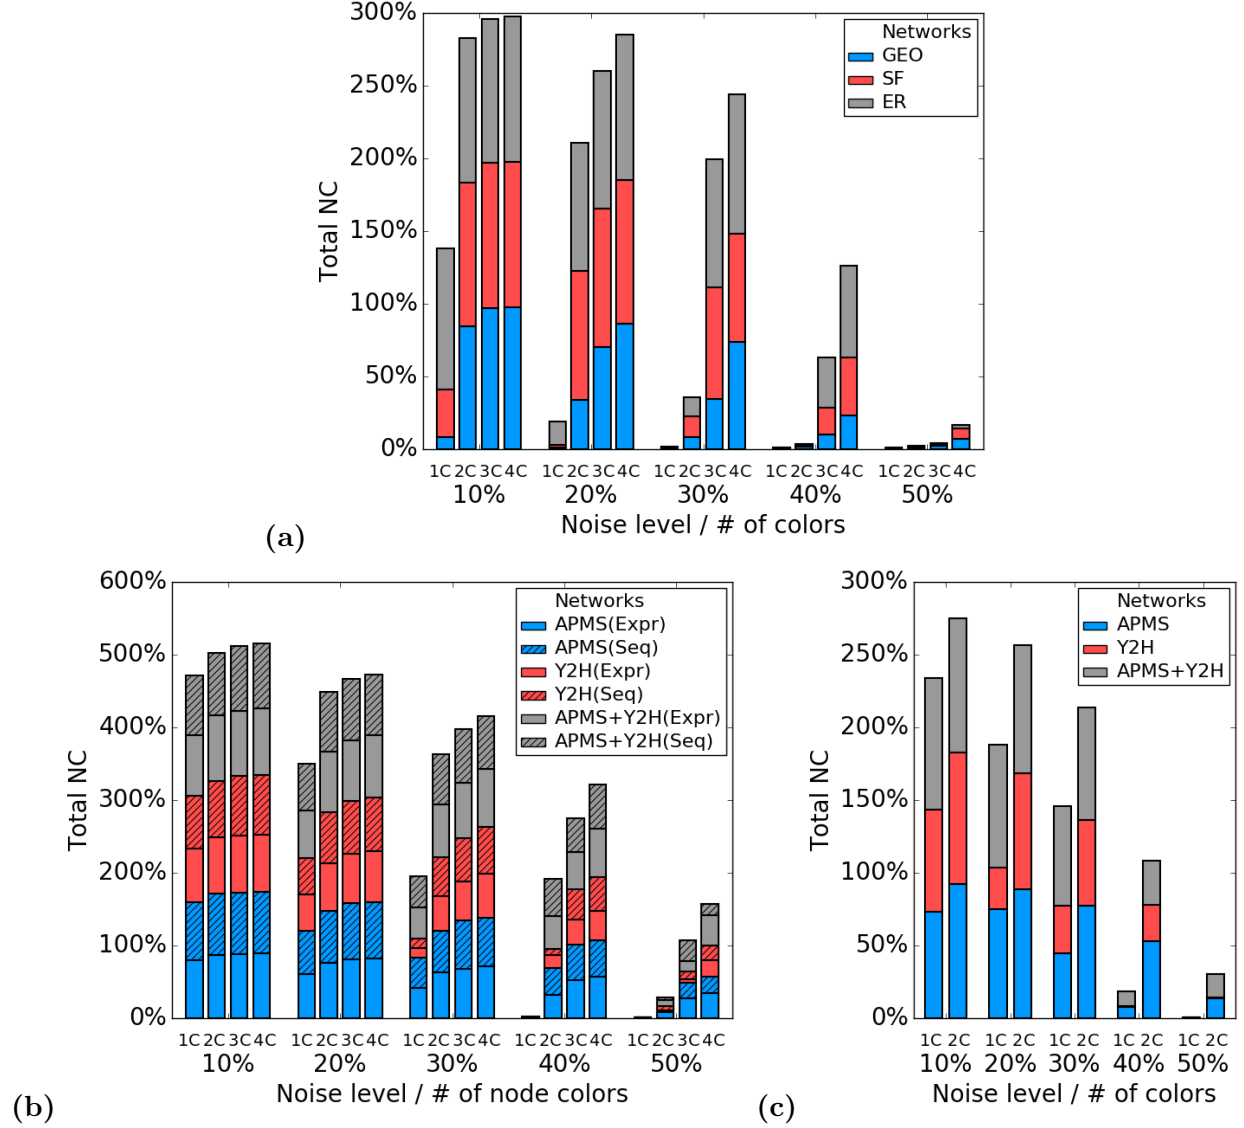 300%
250%
200%
150%
100%
50%
0%
Total NC
Networks
GEO
SF
ER
1C 2C 3C 4C 1C 2C 3C 4C 1C 2C 3C 4C 1C 2C 3C 4C 1C 2C 3C 4C
10% 20% 30% 40% 50%
Noise level / # of colors
(a)
600%
500%
400%
300%
200%
100%
0%
Total NC
Networks
APMS(Expr)
APMS(Seq)
Y2H(Expr)
Y2H(Seq)
APMS+Y2H(Expr)
APMS+Y2H(Seq)
1C 2C 3C 4C 1C 2C 3C 4C 1C 2C 3C 4C 1C 2C 3C 4C 1C 2C 3C 4C
10% 20% 30% 40% 50%
Noise level / # of node colors
(b)
300%
250%
200%
150%
100%
50%
0%
Total NC
Networks
APMS
Y2H
APMS+Y2H
1C 2C 1C 2C 1C 2C 1C 2C 1C 2C
10% 20% 30% 40% 50%
Noise level / # of colors
(c)